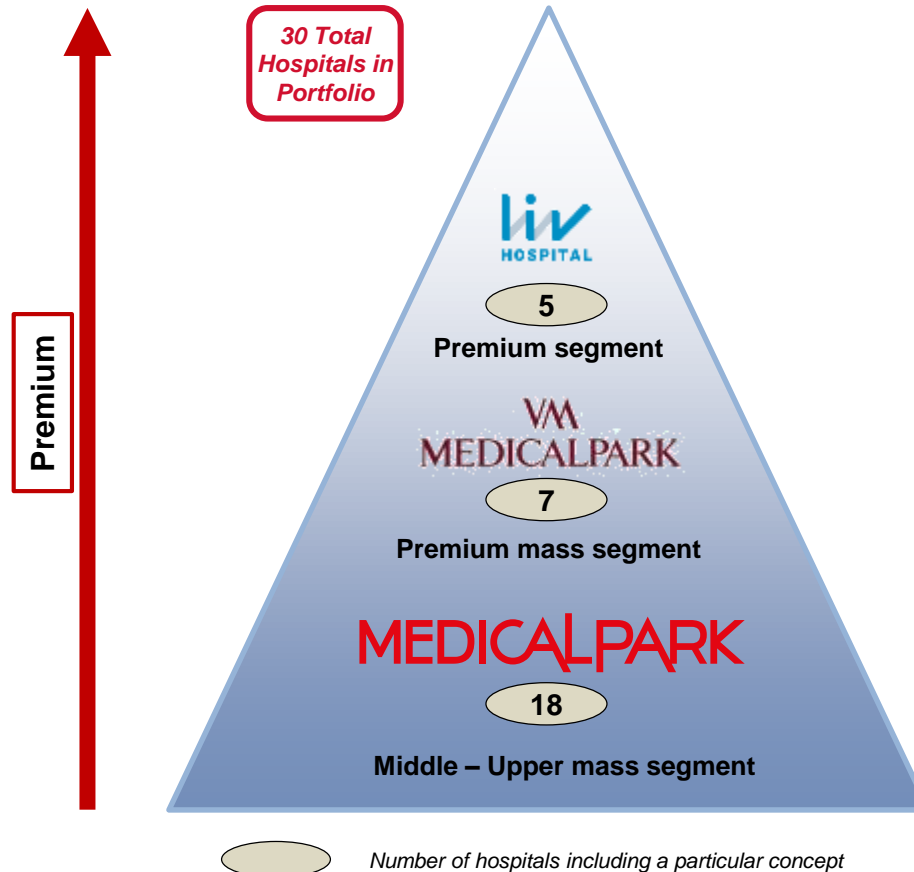 30 Total
Hospitals in
Portfolio
liv
HOSPITAL
5
Premium segment
Premium
VM
MEDICALPARK
7
Premium mass segment
MEDICALPARK
18
Middle – Upper mass segment
Number of hospitals including a particular concept